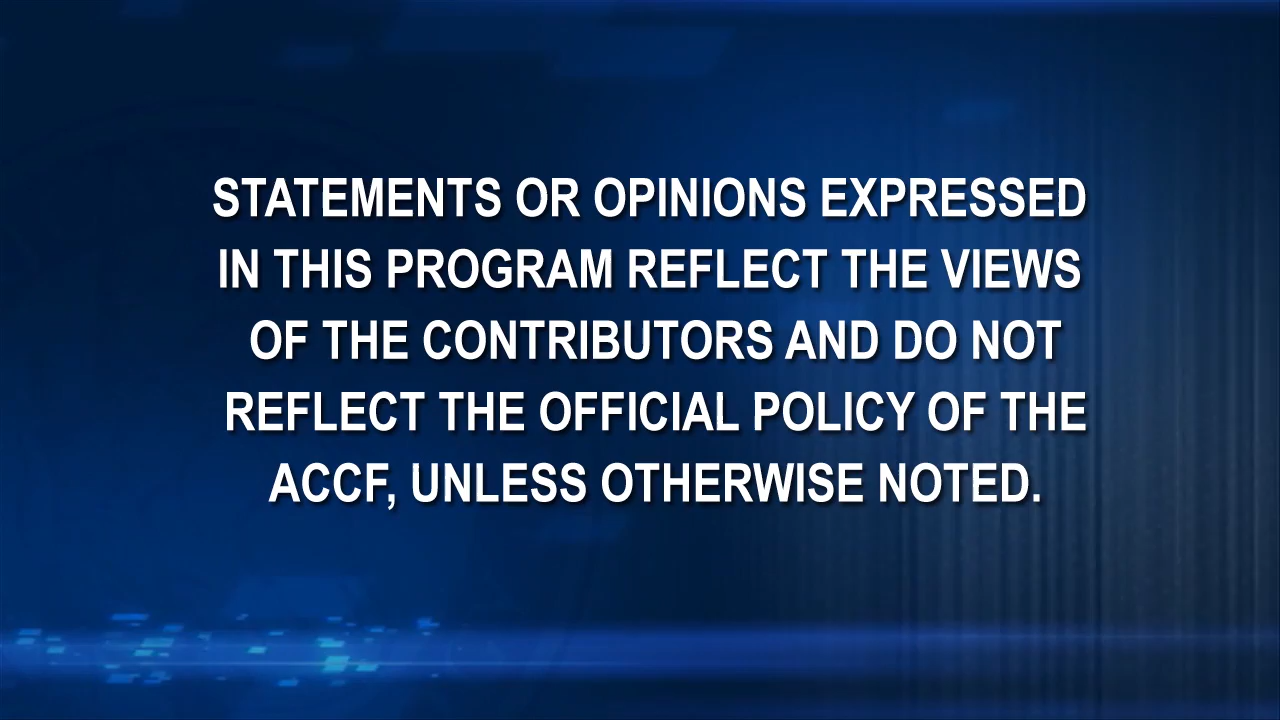 STATEMENTS OR OPINIONS EXPRESSED
IN THIS PROGRAM REFLECT THE VIEWS
OF THE CONTRIBUTORS AND DO NOT
REFLECT THE OFFICIAL POLICY OF THE
ACCF, UNLESS OTHERWISE NOTED.